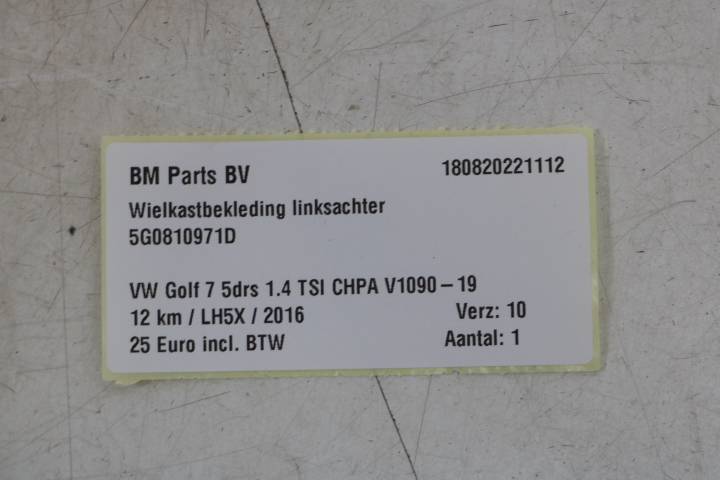 BM Parts BV 180820221112
Wielkastbekleding linksachter
5G0810971D
VW Golf 7 5drs 1.4 TSI CHPA V1090 – 19
12 km / LH5X / 2016 Verz: 10
25 Euro incl. BTW Aantal: 1